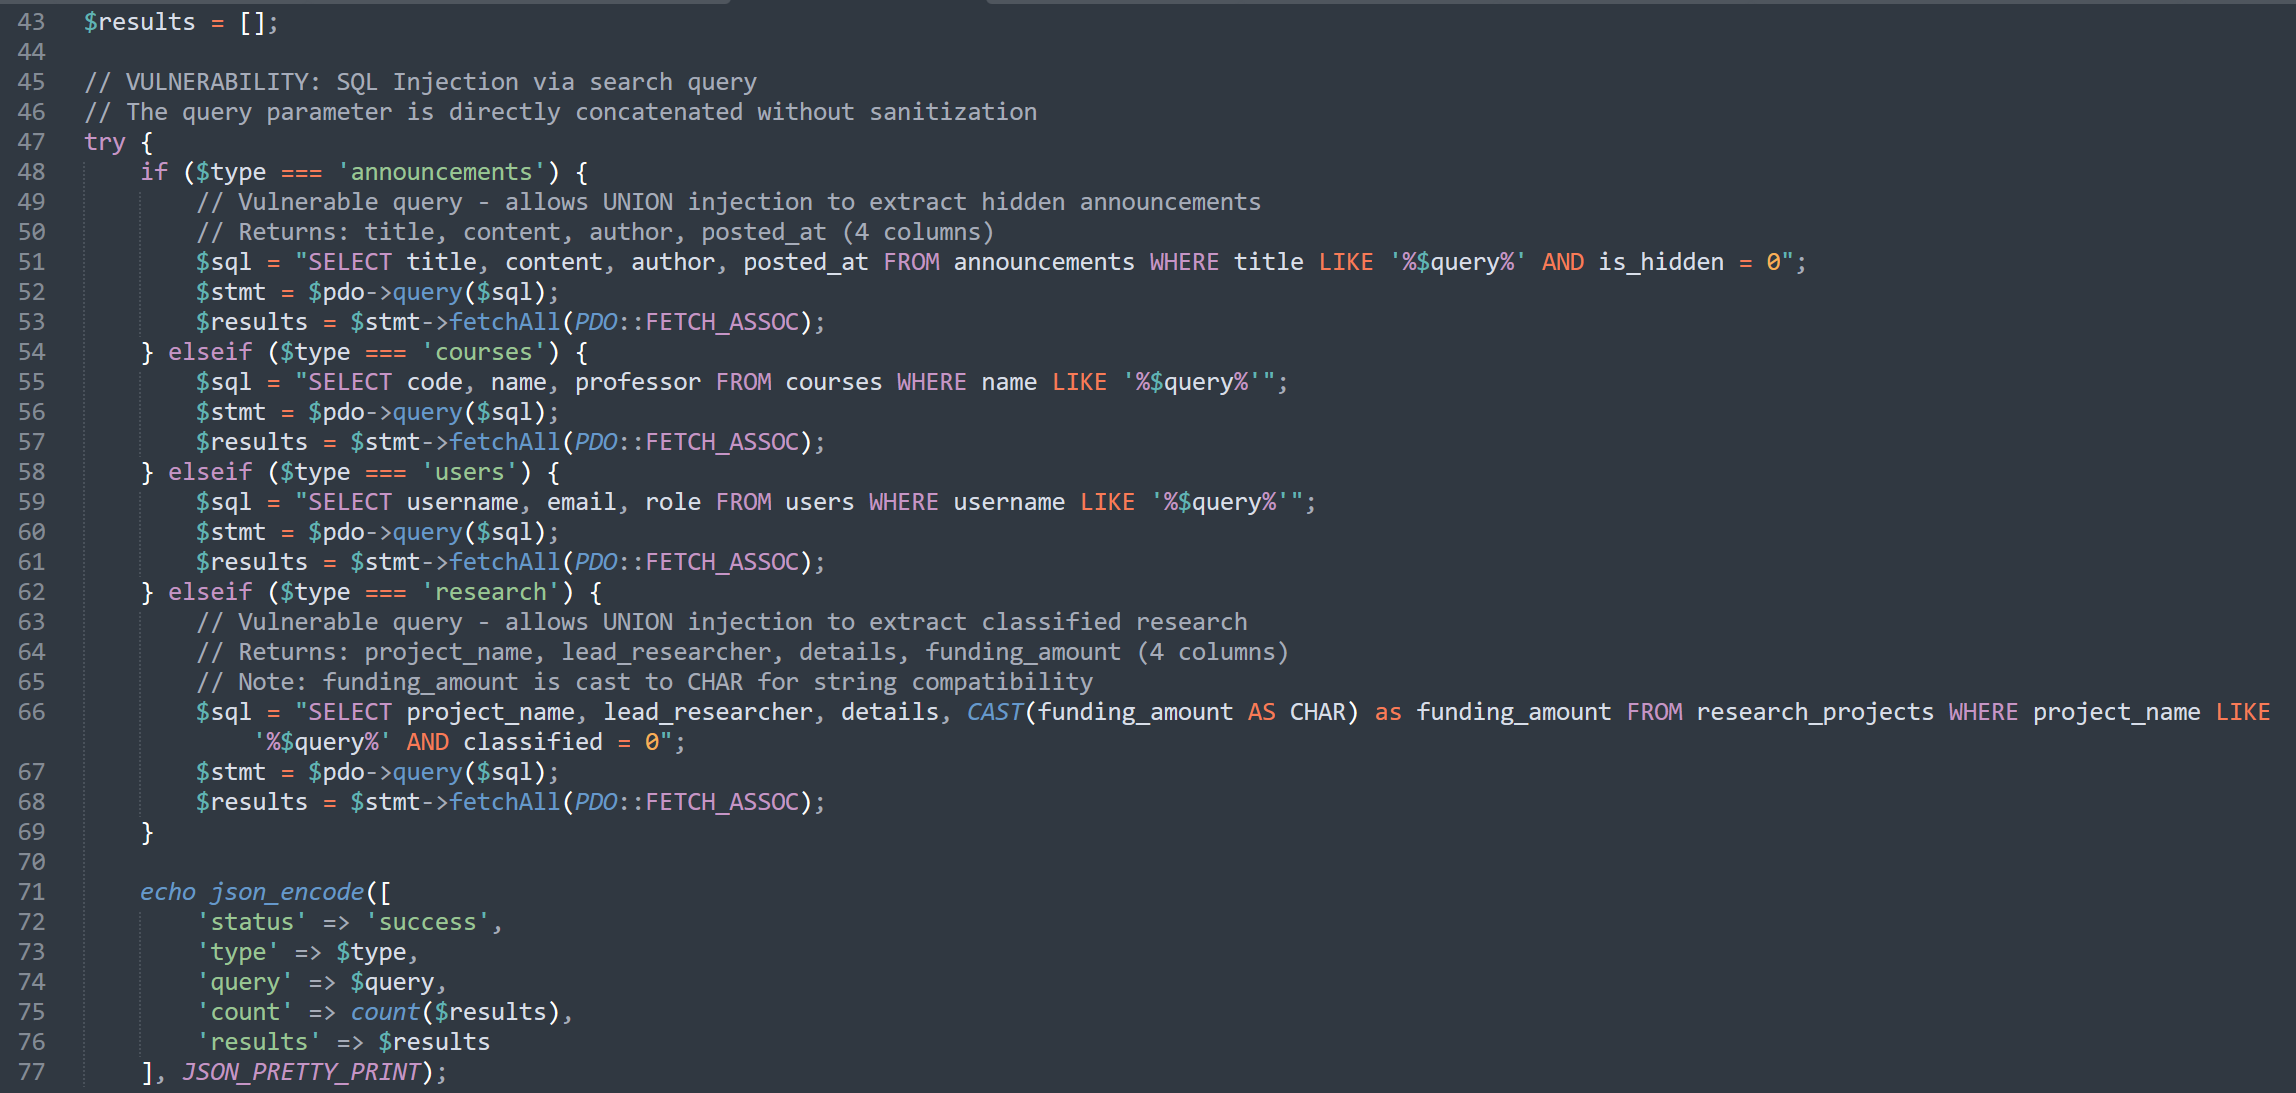 43 $results = [];
44
45 // VULNERABILITY: SQL Injection via search query
46 // The query parameter is directly concatenated without sanitization
47 try {
48     if ($type === 'announcements') {
49         // Vulnerable query - allows UNION injection to extract hidden announcements
50         // Returns: title, content, author, posted_at (4 columns)
51         $sql = "SELECT title, content, author, posted_at FROM announcements WHERE title LIKE '%$query%' AND is_hidden = 0";
52         $stmt = $pdo->query($sql);
53         $results = $stmt->fetchAll(PDO::FETCH_ASSOC);
54     } elseif ($type === 'courses') {
55         $sql = "SELECT code, name, professor FROM courses WHERE name LIKE '%$query%'";
56         $stmt = $pdo->query($sql);
57         $results = $stmt->fetchAll(PDO::FETCH_ASSOC);
58     } elseif ($type === 'users') {
59         $sql = "SELECT username, email, role FROM users WHERE username LIKE '%$query%'";
60         $stmt = $pdo->query($sql);
61         $results = $stmt->fetchAll(PDO::FETCH_ASSOC);
62     } elseif ($type === 'research') {
63         // Vulnerable query - allows UNION injection to extract classified research
64         // Returns: project_name, lead_researcher, details, funding_amount (4 columns)
65         // Note: funding_amount is cast to CHAR for string compatibility
66         $sql = "SELECT project_name, lead_researcher, details, CAST(funding_amount AS CHAR) as funding_amount FROM research_projects WHERE project_name LIKE
            '%$query%' AND classified = 0";
67         $stmt = $pdo->query($sql);
68         $results = $stmt->fetchAll(PDO::FETCH_ASSOC);
69     }
70
71     echo json_encode([
72         'status' => 'success',
73         'type' => $type,
74         'query' => $query,
75         'count' => count($results),
76         'results' => $results
77     ], JSON_PRETTY_PRINT);